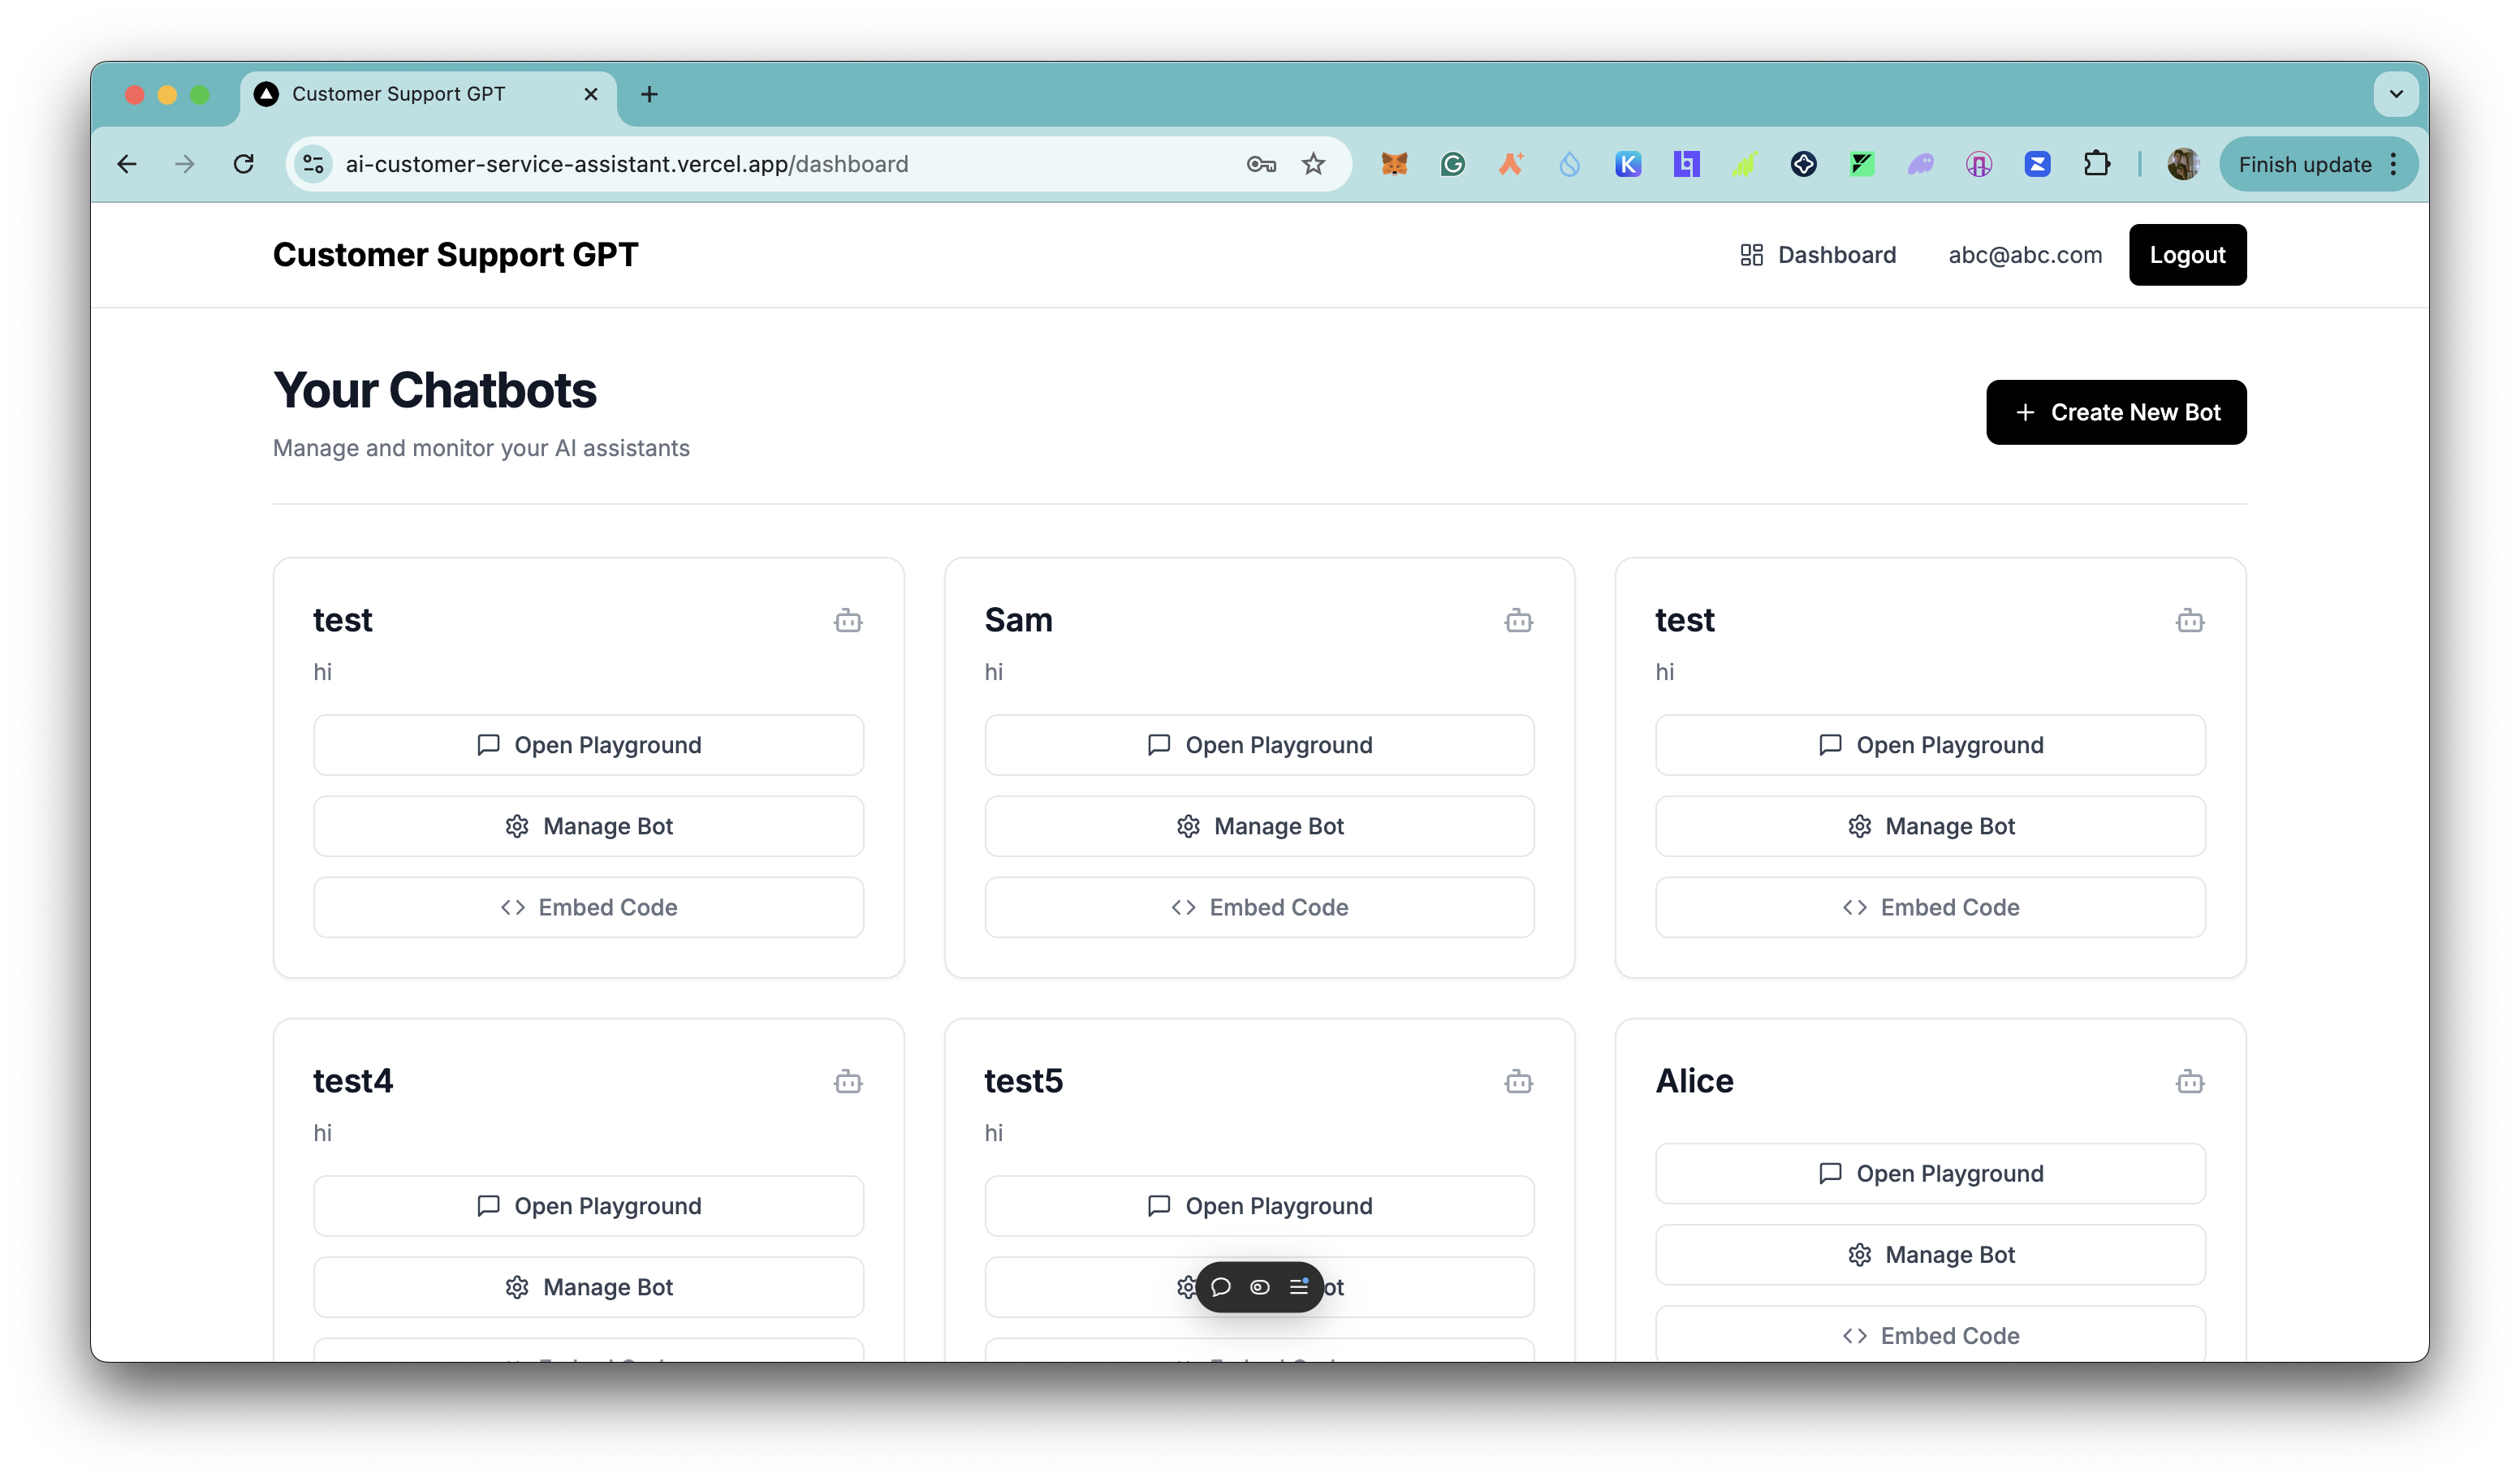 Customer Support GPT
ai-customer-service-assistant.vercel.app/dashboard
Finish update
Customer Support GPT
Dashboard
abc@abc.com
Logout
Your Chatbots
Manage and monitor your AI assistants
Create New Bot
test
hi
Open Playground
Manage Bot
Embed Code
Sam
hi
Open Playground
Manage Bot
Embed Code
test
hi
Open Playground
Manage Bot
Embed Code
test4
hi
Open Playground
Manage Bot
test5
hi
Open Playground
ot
Alice
Open Playground
Manage Bot
Embed Code